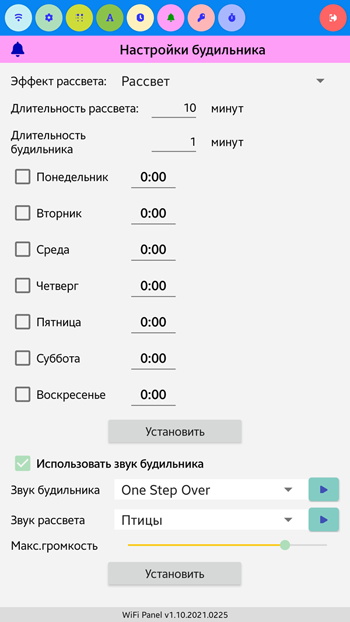 A
Настройки будильника
Эффект рассвета: Рассвет
Длительность рассвета: 10 минут
Длительность
будильника 1 минут
Понедельник 0:00
Вторник 0:00
Среда 0:00
Четверг 0:00
Пятница 0:00
Суббота 0:00
Воскресенье 0:00
Установить
Использовать звук будильника
Звук будильника One Step Over
Звук рассвета Птицы
Макс.громкость
Установить
WiFi Panel v1.10.2021.0225